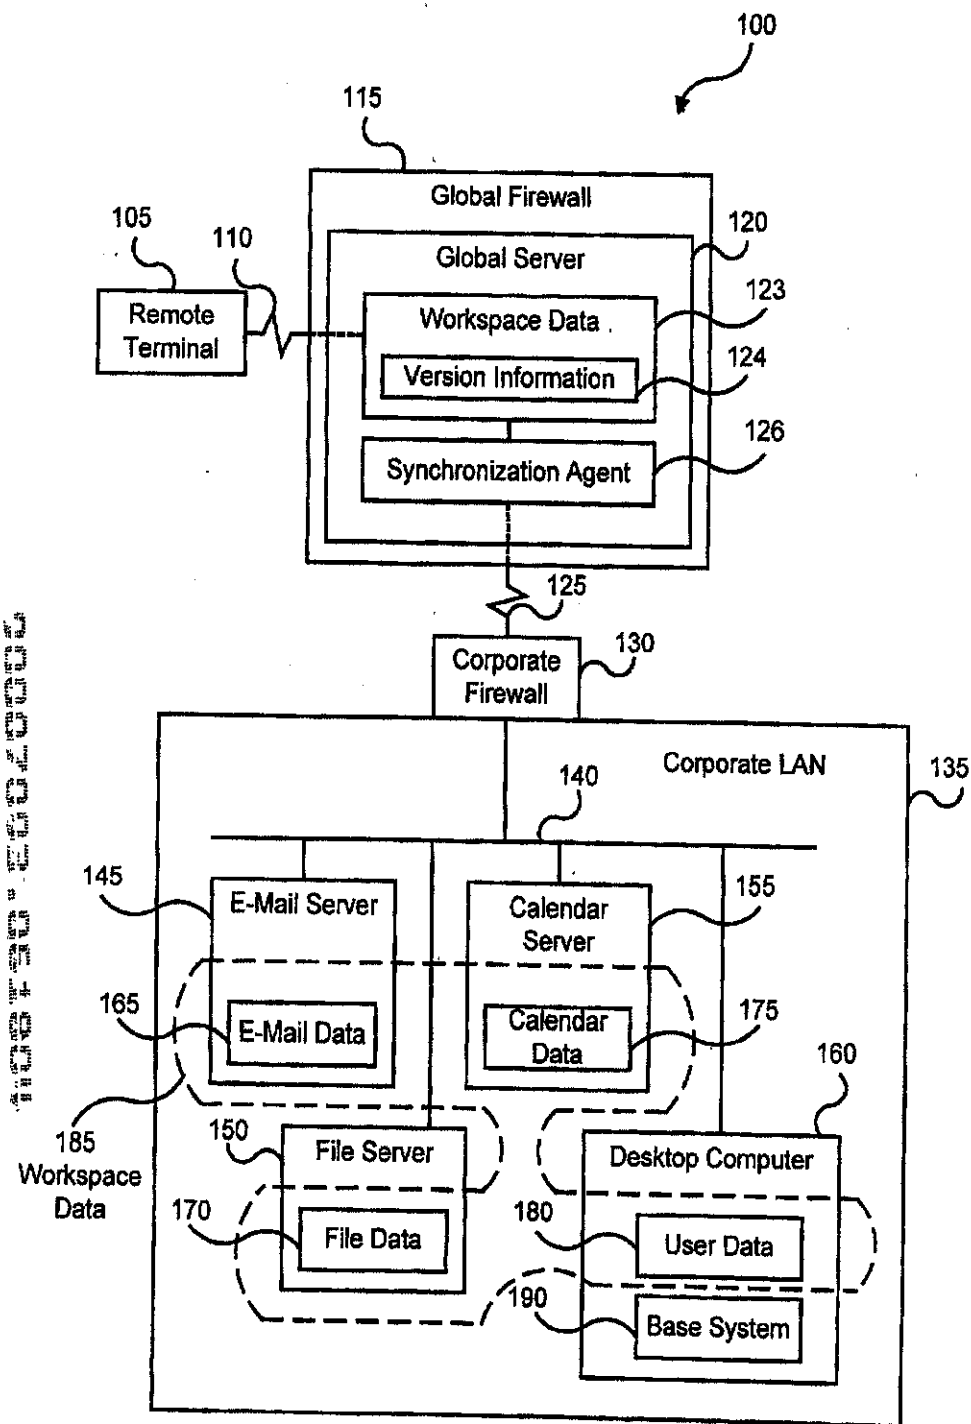 100
115
Global Firewall
105
110
120
Global Server
123
Remote
Terminal
Workspace Data
124
Version Information
126
Synchronization Agent
125
Corporate
Firewall
130
Corporate LAN
135
140
145
E-Mail Server
Calendar
Server
155
165
E-Mail Data
Calendar
Data
175
160
185
Workspace
Data
150
File Server
Desktop Computer
170
File Data
180
User Data
190
Base System